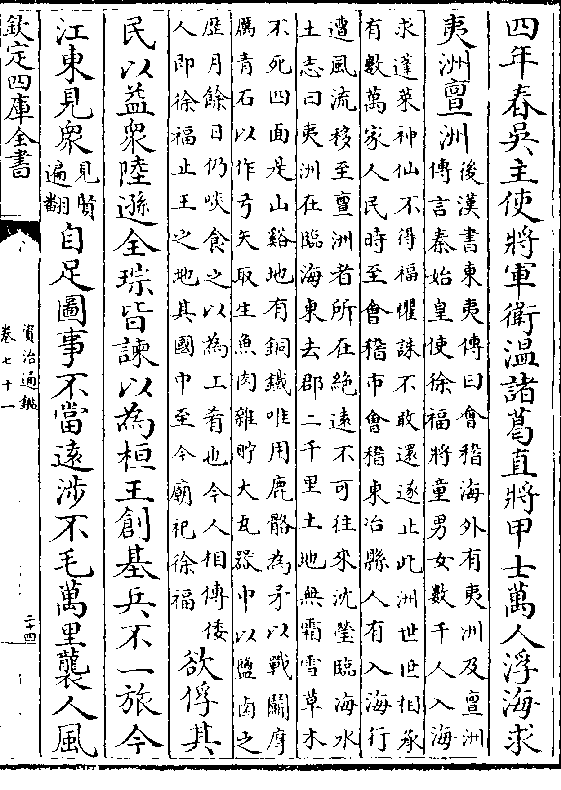 四年春吳主使將軍衛溫諸葛直將甲士萬人浮海求
夷洲亶洲
後漢書東夷傳曰會稽海外有夷洲及亶洲
傳言秦始皇使徐福將童男女數千人入海
求蓬萊神仙不得福懼誅不敢還遂止此洲世世相承
有數萬家人民時至會稽市會稽東冶縣人有入海行
遭風流移至亶洲者所在絶遠不可往來沈瑩臨海水
土志曰夷洲在臨海東去郡二千里土地無霜雪草木
不死四面是山谿地有銅鐵唯用鹿骼為矛以戰鬭摩
厲青石以作弓矢取生魚肉雜貯大瓦器中以鹽鹵之
歴月餘日仍啖食之以為工肴也今人相傳倭
人即徐福止王之地其國中至今廟祀徐福
欲俘其
民以益衆陸遜全琮皆諫以為桓王創基兵不一旅今
江東見衆
見賢
遍翻
自足圖事不當遠涉不毛萬里襲人風
欽定四庫全書
資治通鑑
卷七十一
二十四